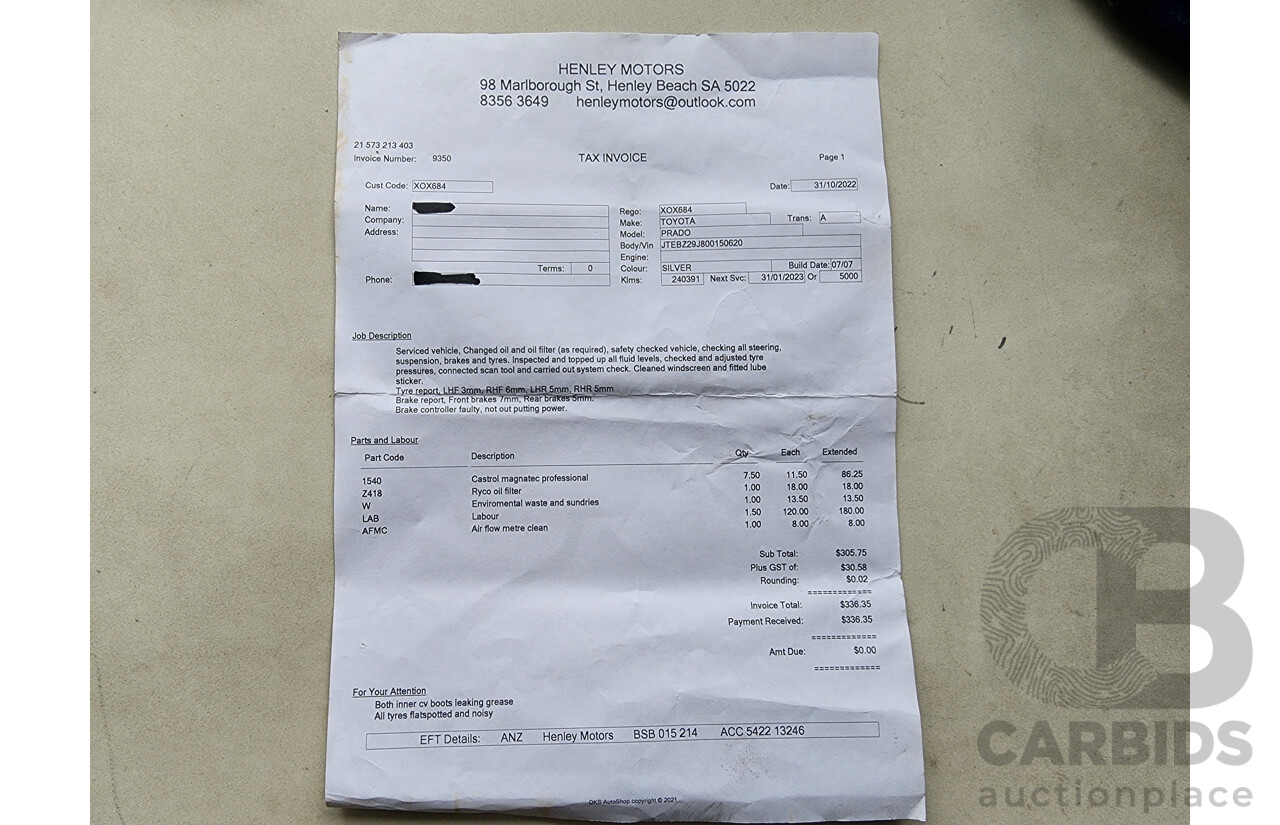 HENLEY MOTORS
98 Marlborough St, Henley Beach SA 5022
8356 3649 henleymotors@outlook.com
21 573 213 403
Invoice Number: 9350 TAX INVOICE Page 1
Cust Code: XOX684 Date: 31/10/2022
Name: Rego: XOX684
Company: Make: TOYOTA Trans: A
Address: Model: PRADO
Body/Vin JTEBZ29J800150620
Engine:
Terms: 0 Colour: SILVER Build Date: 07/07
Phone: Kims: 240391 Next Svc: 31/01/2023 Or 5000
Job Description
Serviced vehicle, Changed oil and oil filter (as required), safety checked vehicle, checking all steering,
suspension, brakes and tyres. Inspected and topped up all fluid levels, checked and adjusted tyre
pressures, connected scan tool and carried out system check. Cleaned windscreen and fitted lube
sticker.
Tyre report, LHF 3mm, RHF 6mm, LHR 5mm, RHR 5mm
Brake report, Front brakes 7mm, Rear brakes 5mm.
Brake controller faulty, not out putting power.
Parts and Labour
Part Code Description Qty Each Extended
1540 Castrol magnatec professional 7.50 11.50 86.25
Z418 Ryco oil filter 1.00 18.00 18.00
W Enviromental waste and sundries 1.00 13.50 13.50
LAB Labour 1.50 120.00 180.00
AFMC Air flow metre clean 1.00 8.00 8.00
Sub Total: $305.75
Plus GST of: $30.58
Rounding: $0.02
=============
Invoice Total: $336.35
Payment Received: $336.35
=============
Amt Due: $0.00
=============
For Your Attention
Both inner cv boots leaking grease
All tyres flatspotted and noisy
EFT Details: ANZ Henley Motors BSB 015 214 ACC 5422 13246
DKS AutoShop copyright © 2021
CB
CARBIDS
auctionplace